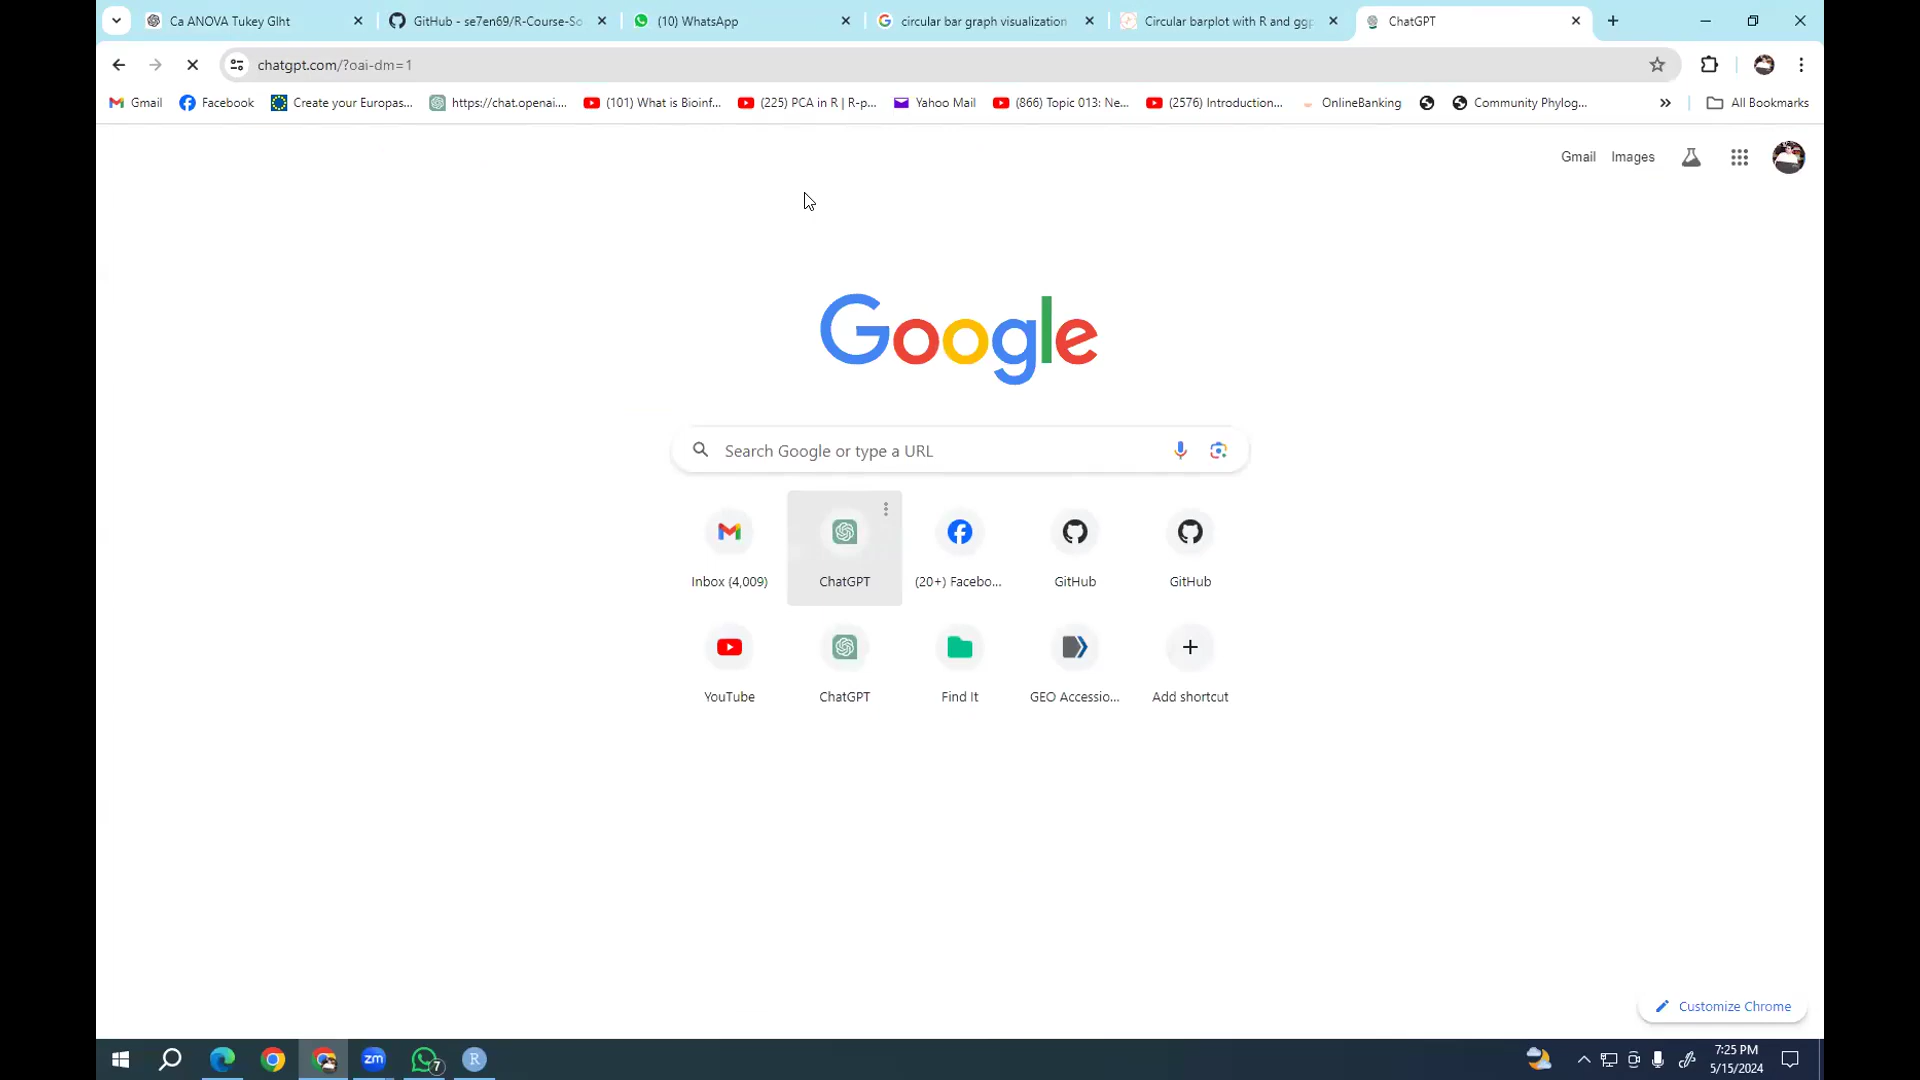 Ca ANOVA Tukey Glht
GitHub - se7en69/R-Course-So
(10) WhatsApp
circular bar graph visualization
Circular barplot with R and ggp
ChatGPT
chatgpt.com/?oai-dm=1
Gmail
Facebook
Create your Europas...
https://chat.openai....
(101) What is Bioinf...
(225) PCA in R | R-p...
Yahoo Mail
(866) Topic 013: Ne...
(2576) Introduction...
OnlineBanking
Community Phylog...
All Bookmarks
Gmail
Images
Google
Search Google or type a URL
Inbox (4,009)
ChatGPT
(20+) Facebo...
GitHub
GitHub
YouTube
ChatGPT
Find It
GEO Accessio...
Add shortcut
Customize Chrome
zm
7
R
7:25 PM
5/15/2024